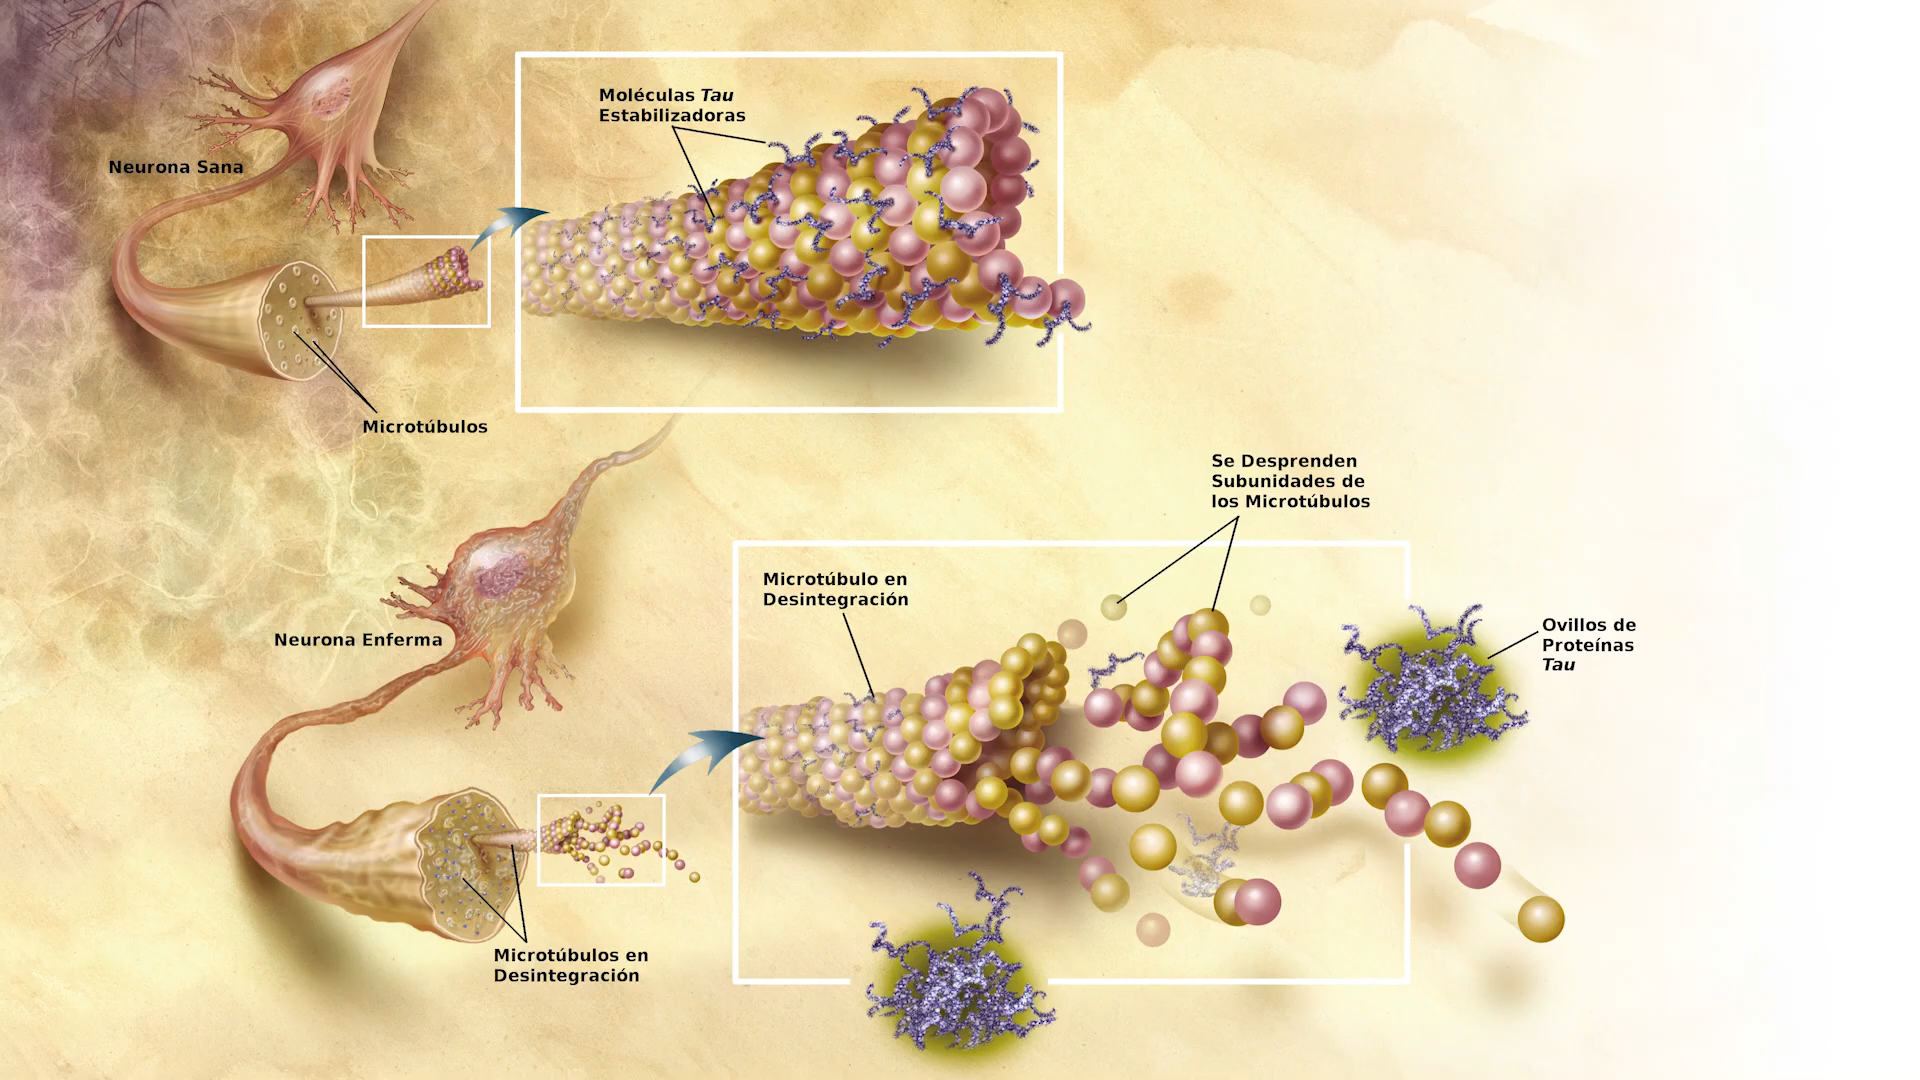 Moléculas Tau
Estabilizadoras
Neurona Sana
Microtúbulos
Se Desprenden
Subunidades de
los Microtúbulos
Microtúbulo en
Desintegración
Ovillos de
Proteínas
Tau
Neurona Enferma
Microtúbulos en
Desintegración